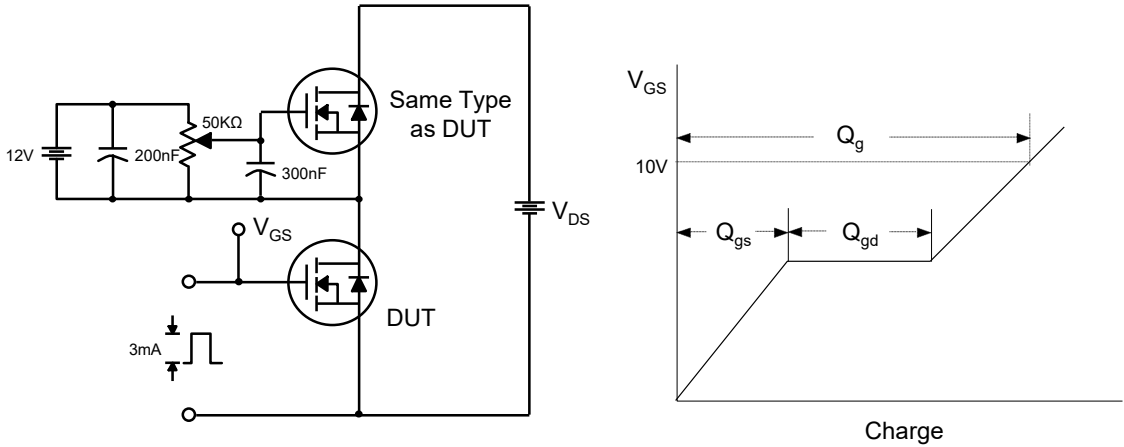 12V
200nF
50KΩ
300nF
Same Type
as DUT
V_DS
V_GS
DUT
3mA
V_GS
10V
Q_g
Q_gs
Q_gd
Charge